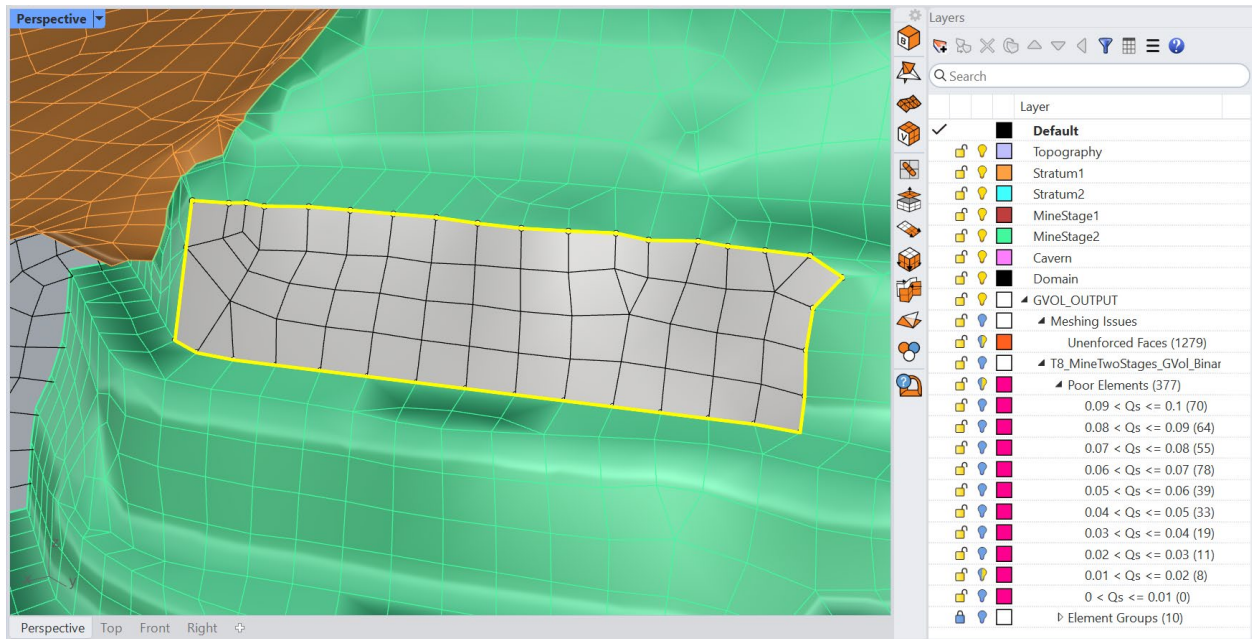 Perspective
Layers
Search
Layer
Default
Topography
Stratum1
Stratum2
MineStage1
MineStage2
Cavern
Domain
GVOL_OUTPUT
Meshing Issues
Unenforced Faces (1279)
T8_MineTwoStages_GVol_Binar
Poor Elements (377)
0.09 < Qs <= 0.1 (70)
0.08 < Qs <= 0.09 (64)
0.07 < Qs <= 0.08 (55)
0.06 < Qs <= 0.07 (78)
0.05 < Qs <= 0.06 (39)
0.04 < Qs <= 0.05 (33)
0.03 < Qs <= 0.04 (19)
0.02 < Qs <= 0.03 (11)
0.01 < Qs <= 0.02 (8)
0 < Qs <= 0.01 (0)
Element Groups (10)
y
Perspective Top Front Right